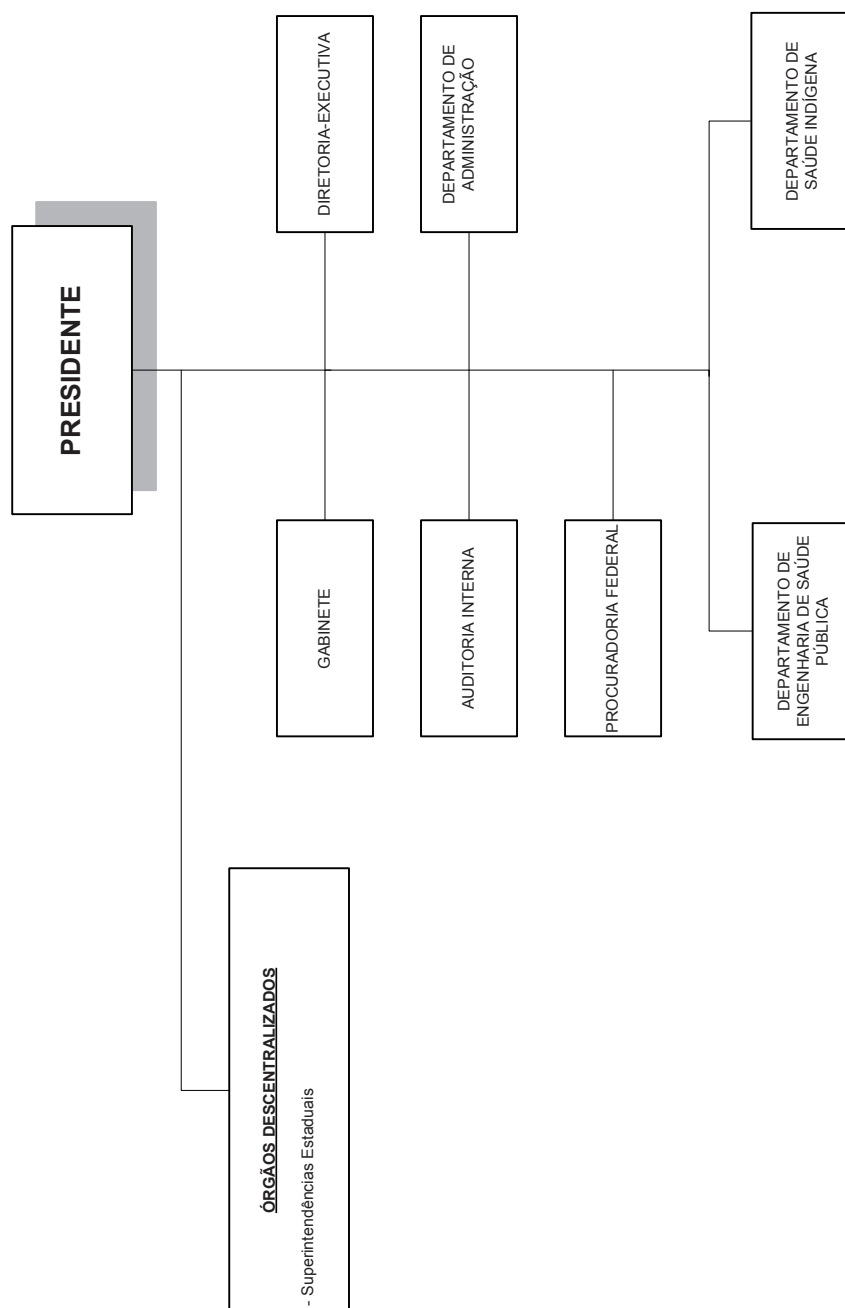 PRESIDENTE
DIRETORIA-EXECUTIVA
DEPARTAMENTO DE
ADMINISTRAÇÃO
DEPARTAMENTO DE
SAÚDE INDÍGENA
GABINETE
AUDITORIA INTERNA
PROCURADORIA FEDERAL
DEPARTAMENTO DE
ENGENHARIA DE SAÚDE
PÚBLICA
ÓRGÃOS DESCENTRALIZADOS
- Superintendências Estaduais